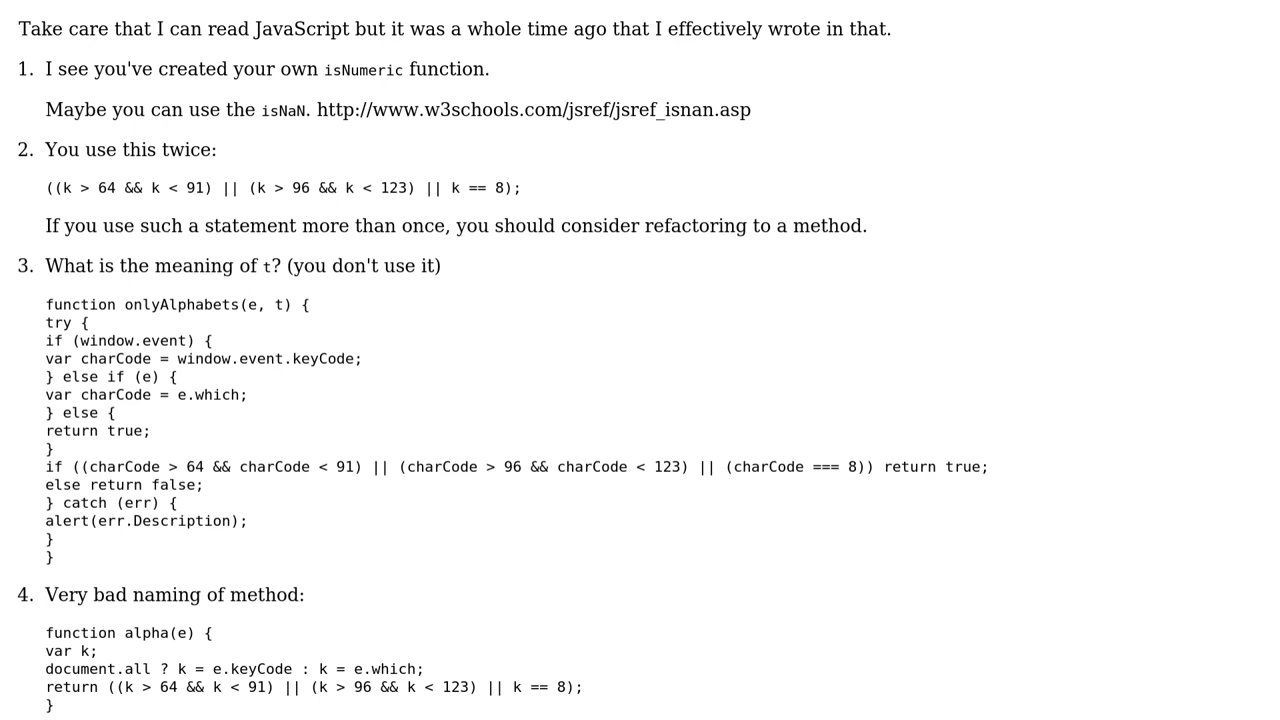 Take care that I can read JavaScript but it was a whole time ago that I effectively wrote in that.
1. I see you've created your own isNumeric function.
Maybe you can use the isNaN. http://www.w3schools.com/jsref/jsref_isnan.asp
2. You use this twice:
((k > 64 && k < 91) || (k > 96 && k < 123) || k == 8);
If you use such a statement more than once, you should consider refactoring to a method.
3. What is the meaning of t? (you don't use it)
function onlyAlphabets(e, t) {
try {
if (window.event) {
var charCode = window.event.keyCode;
} else if (e) {
var charCode = e.which;
} else {
return true;
}
if ((charCode > 64 && charCode < 91) || (charCode > 96 && charCode < 123) || (charCode === 8)) return true;
else return false;
} catch (err) {
alert(err.Description);
}
}
4. Very bad naming of method:
function alpha(e) {
var k;
document.all ? k = e.keyCode : k = e.which;
return ((k > 64 && k < 91) || (k > 96 && k < 123) || k == 8);
}